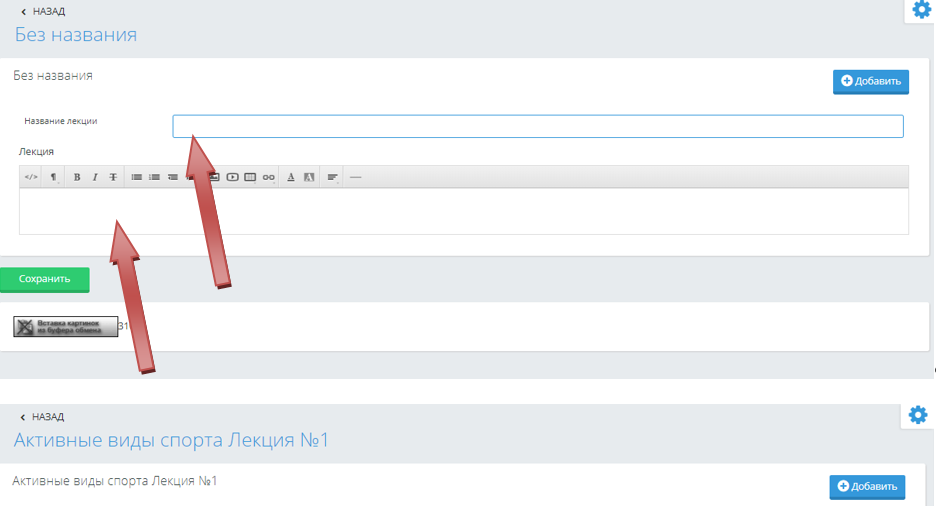 НАЗАД
Без названия
Без названия
Добавить
Название лекции
Лекция
Сохранить
Вставка картинок
из буфера обмена
31
НАЗАД
Активные виды спорта Лекция №1
Активные виды спорта Лекция №1
Добавить